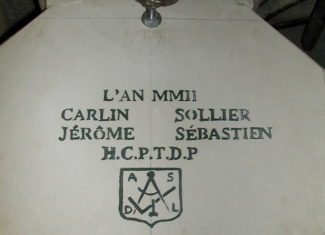 L'AN MMII
CARLIN SOLLIER
JÉRÔME SÉBASTIEN
H.C.P.T.D.P
A S
D L